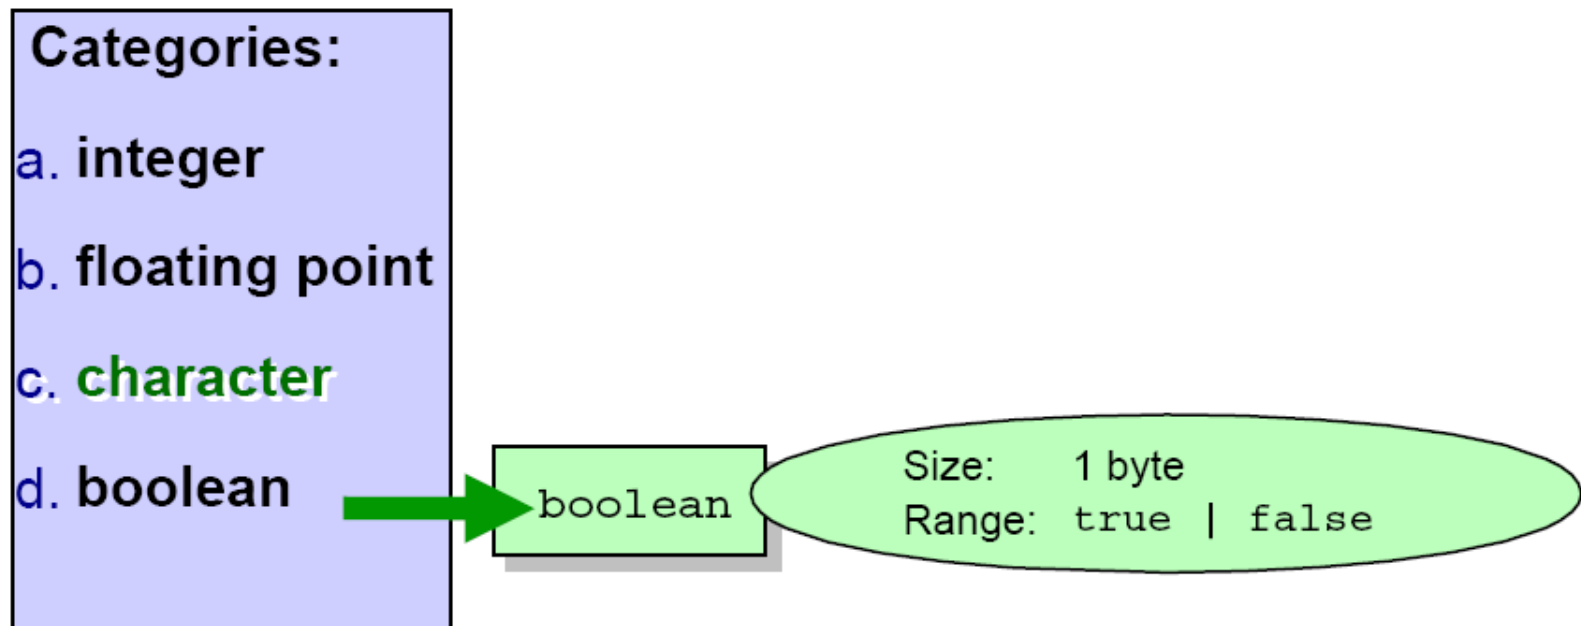 Categories:
a. integer
b. floating point
c. character
d. boolean
boolean
Size: 1 byte
Range: true | false